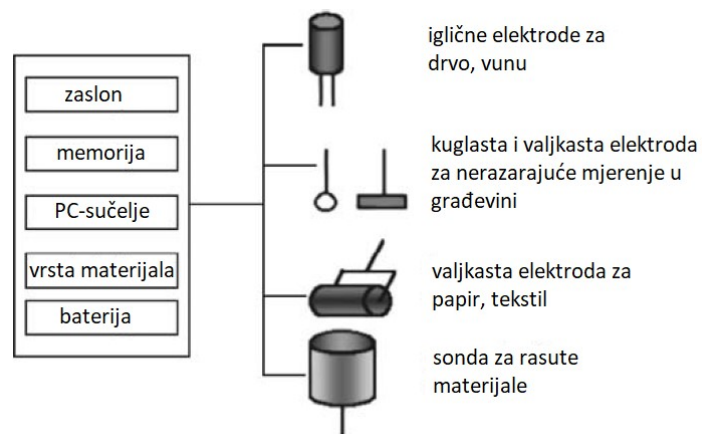 zaslon
memorija
PC-sučelje
vrsta materijala
baterija
iglične elektrode za
drvo, vunu
kuglasta i valjkasta elektroda
za nerazarajuće mjerenje u
građevini
valjkasta elektroda za
papir, tekstil
sonda za rasute
materijale